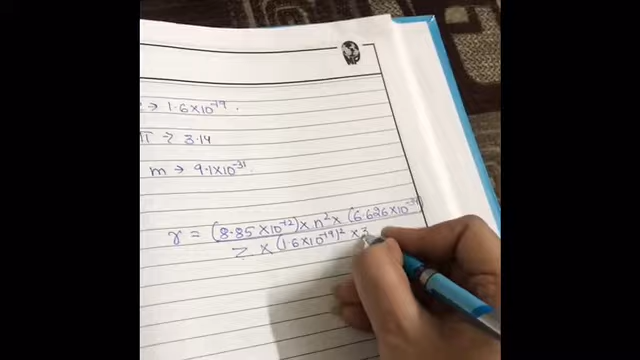 → 1.6×10⁻¹⁹.
π → 3.14
m → 9.1×10⁻³¹.
r = (8.85×10⁻¹²)× n²× (6.626×10⁻³⁴)
Z × (1.6×10⁻¹⁹)² ×3